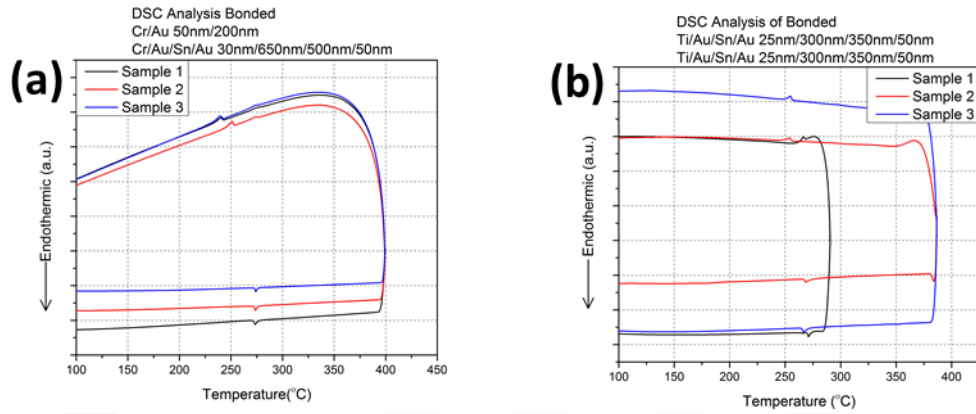 DSC Analysis Bonded
Cr/Au 50nm/200nm
Cr/Au/Sn/Au 30nm/650nm/500nm/50nm
(a)
Sample 1
Sample 2
Sample 3
Endothermic (a.u.)
100 150 200 250 300 350 400 450
Temperature(°C)
DSC Analysis of Bonded
Ti/Au/Sn/Au 25nm/300nm/350nm/50nm
Ti/Au/Sn/Au 25nm/300nm/350nm/50nm
(b)
Sample 1
Sample 2
Sample 3
Endothermic (a.u.)
100 150 200 250 300 350 400
Temperature (°C)